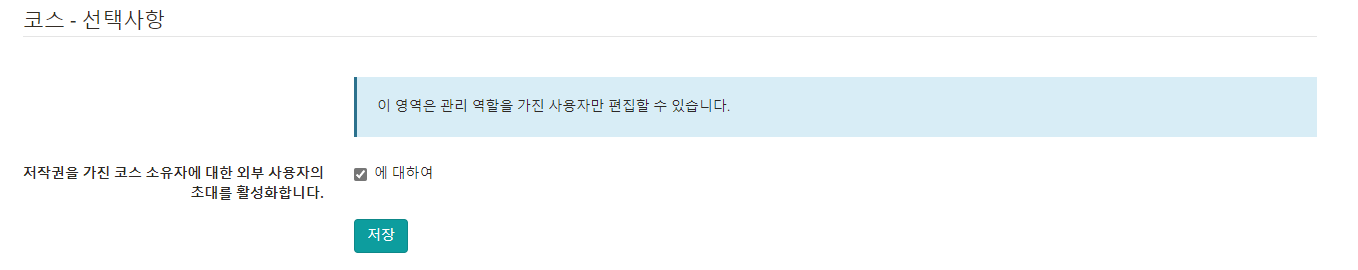 코스 - 선택사항
이 영역은 관리 역할을 가진 사용자만 편집할 수 있습니다.
저작권을 가진 코스 소유자에 대한 외부 사용자의
초대를 활성화합니다.
에 대하여
저장